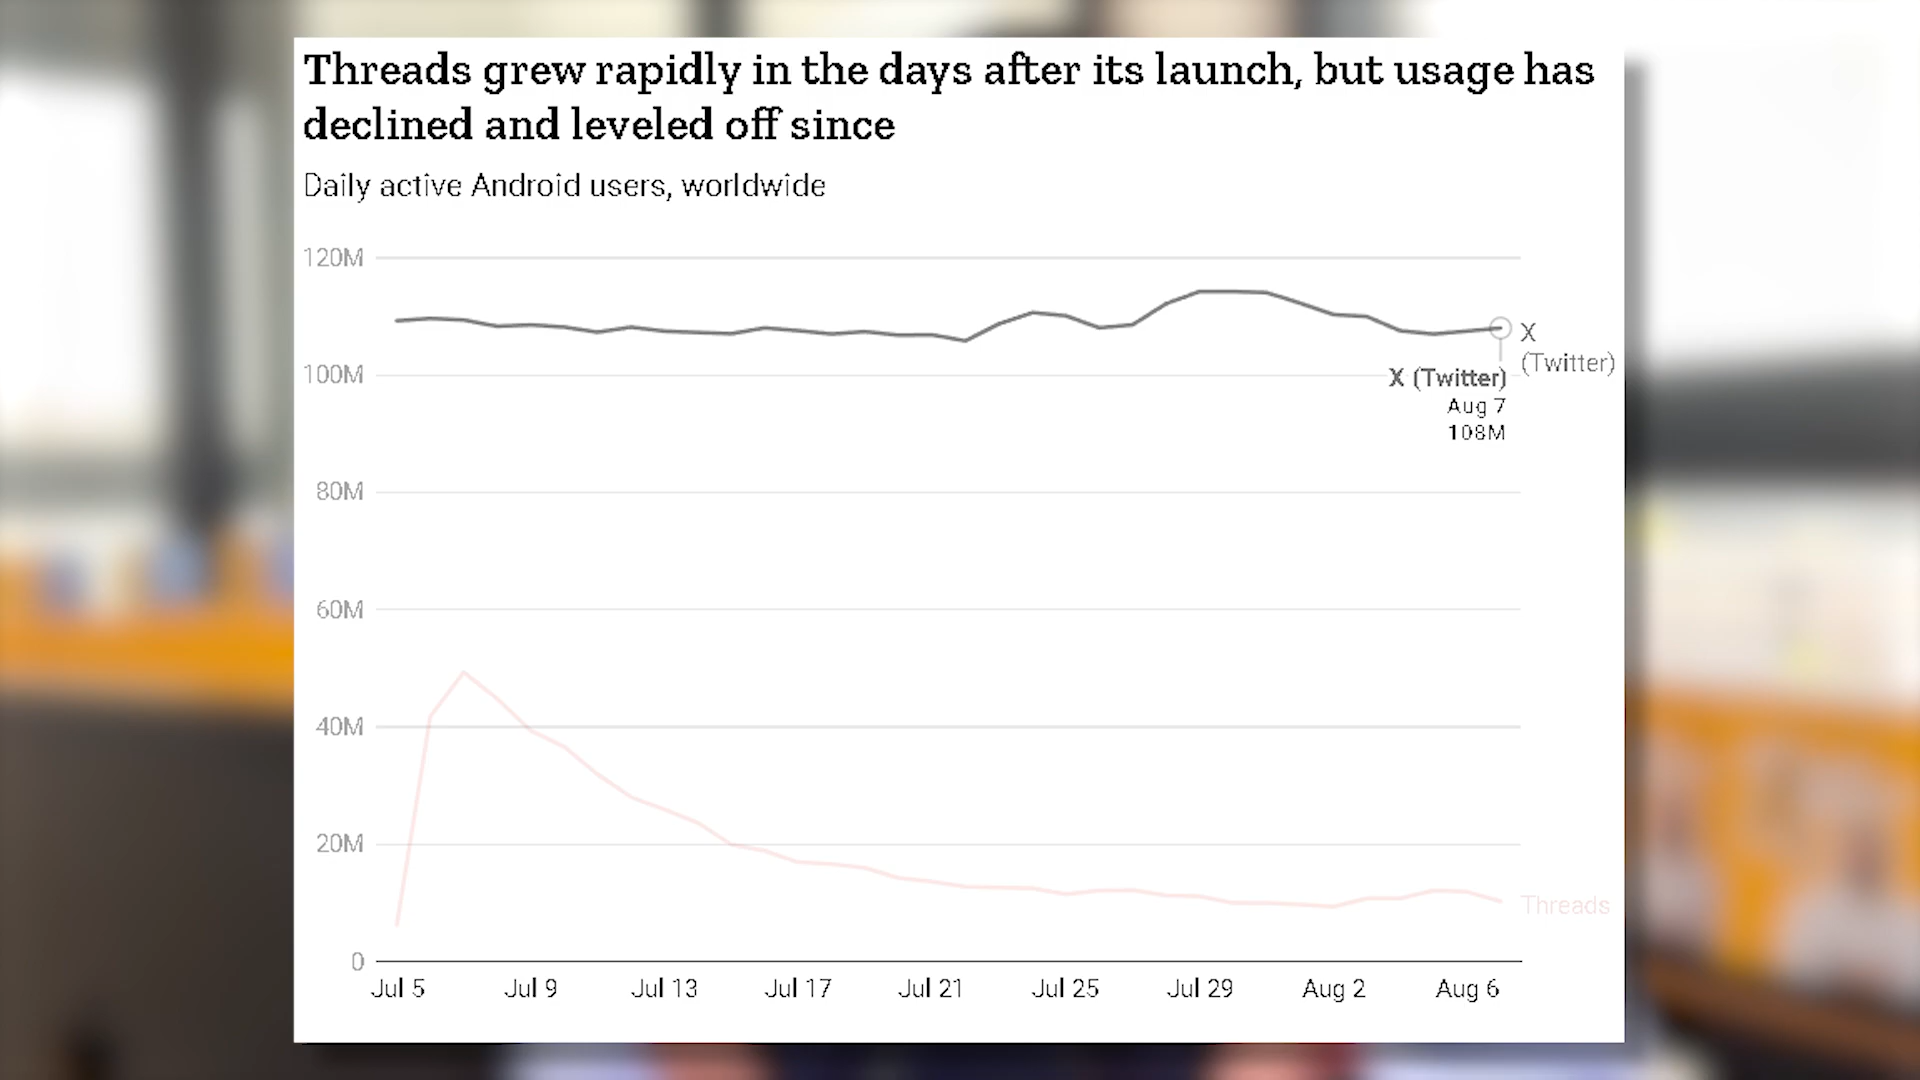 Threads grew rapidly in the days after its launch, but usage has
declined and leveled off since
Daily active Android users, worldwide
120M
100M
80M
60M
40M
20M
0
X
(Twitter)
X (Twitter)
Aug 7
108M
Threads
Jul 5
Jul 9
Jul 13
Jul 17
Jul 21
Jul 25
Jul 29
Aug 2
Aug 6